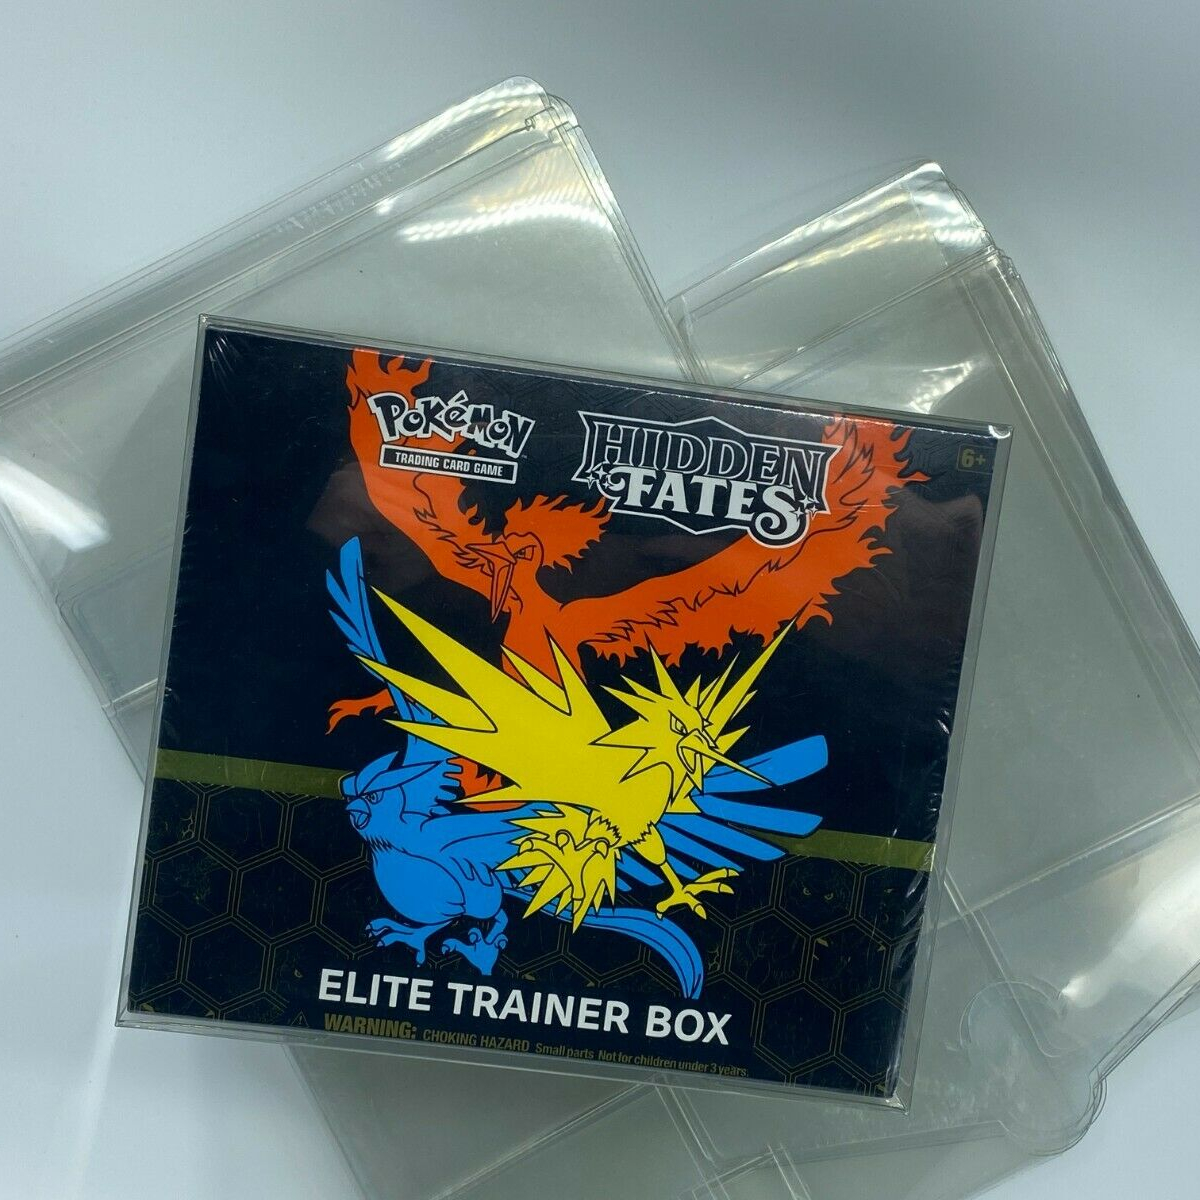 POKéMON
TRADING CARD GAME
HIDDEN
FATES
6+
ELITE TRAINER BOX
WARNING: CHOKING HAZARD Small parts Not for children under 3 years.